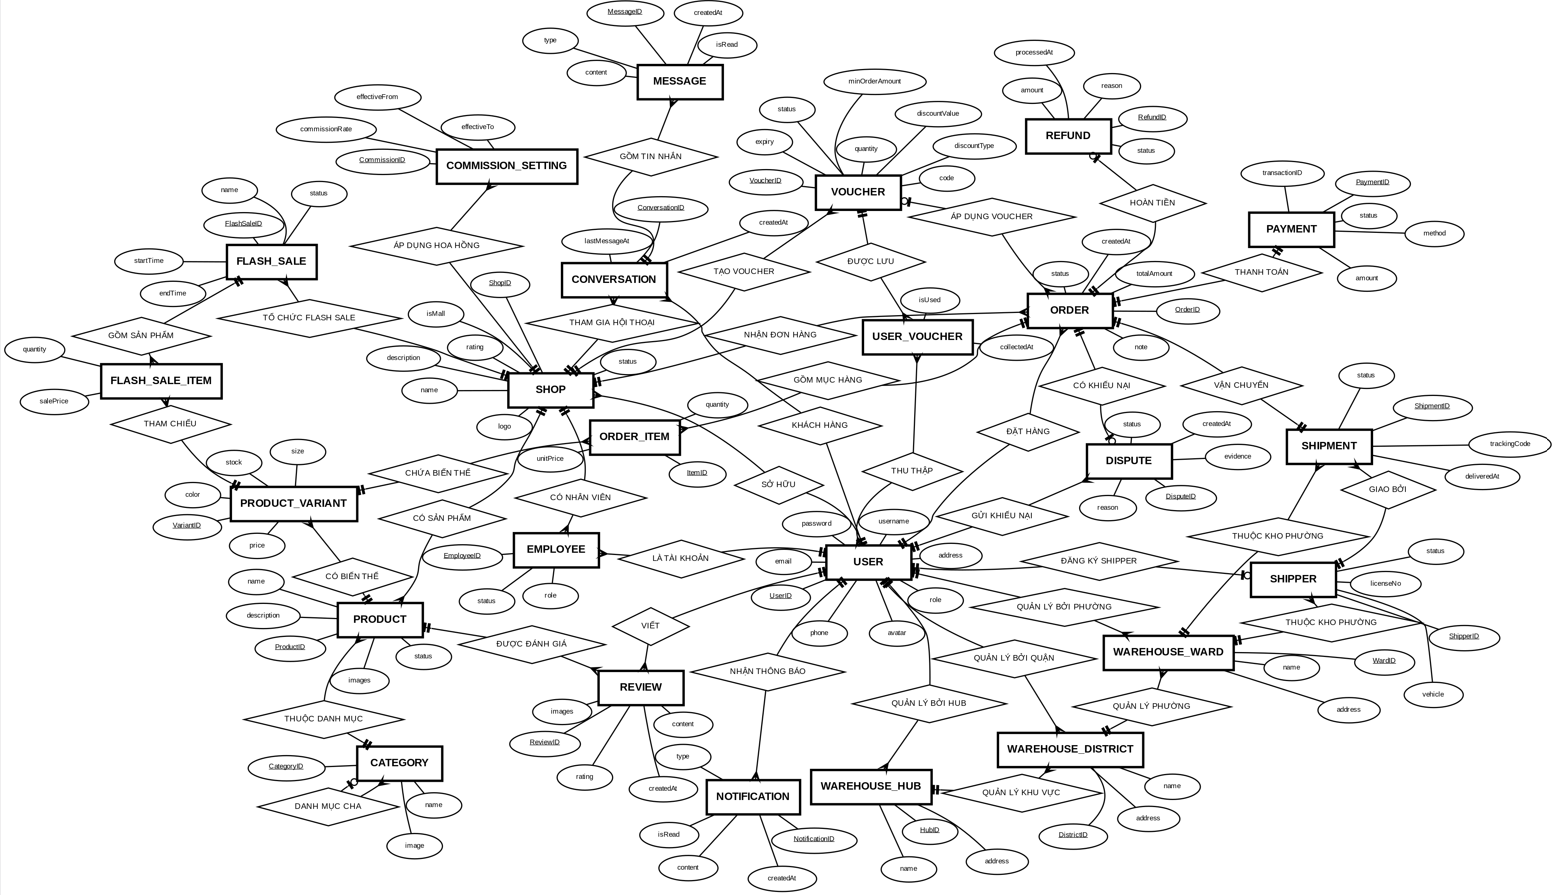 MessageID
createdAt
type
isRead
content
MESSAGE
processedAt
amount
reason
REFUND
RefundID
status
minOrderAmount
status
discountValue
expiry
quantity
discountType
VoucherID
code
VOUCHER
effectiveFrom
commissionRate
effectiveTo
CommissionID
COMMISSION_SETTING
GỒM TIN NHẮN
transactionID
PaymentID
status
method
PAYMENT
amount
name
status
FlashSaleID
startTime
FLASH_SALE
endTime
ÁP DỤNG HOA HỒNG
ConversationID
createdAt
lastMessageAt
CONVERSATION
TẠO VOUCHER
ÁP DỤNG VOUCHER
HOÀN TIỀN
ĐƯỢC LƯU
createdAt
status
totalAmount
THANH TOÁN
ORDER
OrderID
note
ShopID
isMall
TỔ CHỨC FLASH SALE
THAM GIA HỘI THOẠI
NHẬN ĐƠN HÀNG
isUsed
USER_VOUCHER
collectedAt
GỒM SẢN PHẨM
quantity
FLASH_SALE_ITEM
salePrice
rating
description
name
status
SHOP
logo
GỒM MỤC HÀNG
CÓ KHIẾU NẠI
VẬN CHUYỂN
status
ShipmentID
trackingCode
SHIPMENT
deliveredAt
THAM CHIẾU
quantity
ORDER_ITEM
unitPrice
ItemID
KHÁCH HÀNG
ĐẶT HÀNG
status
createdAt
evidence
DISPUTE
reason
DisputeID
size
stock
color
PRODUCT_VARIANT
VariantID
price
CHỨA BIẾN THỂ
CÓ SẢN PHẨM
CÓ NHÂN VIÊN
SỞ HỮU
THU THẬP
GỬI KHIẾU NẠI
GIAO BỞI
THUỘC KHO PHƯỜNG
password
username
EmployeeID
EMPLOYEE
status
role
LÀ TÀI KHOẢN
email
USER
address
UserID
role
phone
avatar
ĐĂNG KÝ SHIPPER
status
SHIPPER
licenseNo
CÓ BIẾN THỂ
name
description
PRODUCT
ProductID
status
images
ĐƯỢC ĐÁNH GIÁ
VIẾT
QUẢN LÝ BỞI PHƯỜNG
THUỘC KHO PHƯỜNG
ShipperID
NHẬN THÔNG BÁO
QUẢN LÝ BỞI QUẬN
WAREHOUSE_WARD
WardID
name
vehicle
address
REVIEW
images
ReviewID
content
rating
createdAt
QUẢN LÝ BỞI HUB
QUẢN LÝ PHƯỜNG
THUỘC DANH MỤC
CATEGORY
CategoryID
DANH MỤC CHA
name
image
type
NOTIFICATION
isRead
NotificationID
content
createdAt
WAREHOUSE_HUB
HubID
name
address
QUẢN LÝ KHU VỰC
WAREHOUSE_DISTRICT
name
address
DistrictID